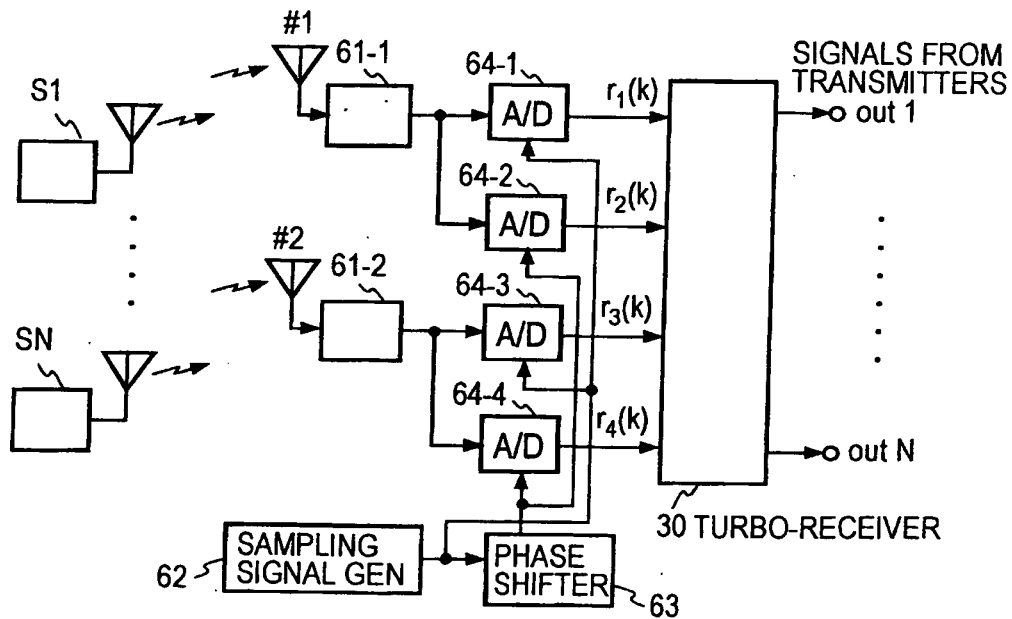 #1
61-1
64-1
SIGNALS FROM
TRANSMITTERS
S1
A/D
r1(k)
out 1
64-2
A/D
r2(k)
#2
61-2
64-3
A/D
r3(k)
SN
64-4
A/D
r4(k)
out N
30 TURBO-RECEIVER
62
SAMPLING
SIGNAL GEN
PHASE
SHIFTER
63